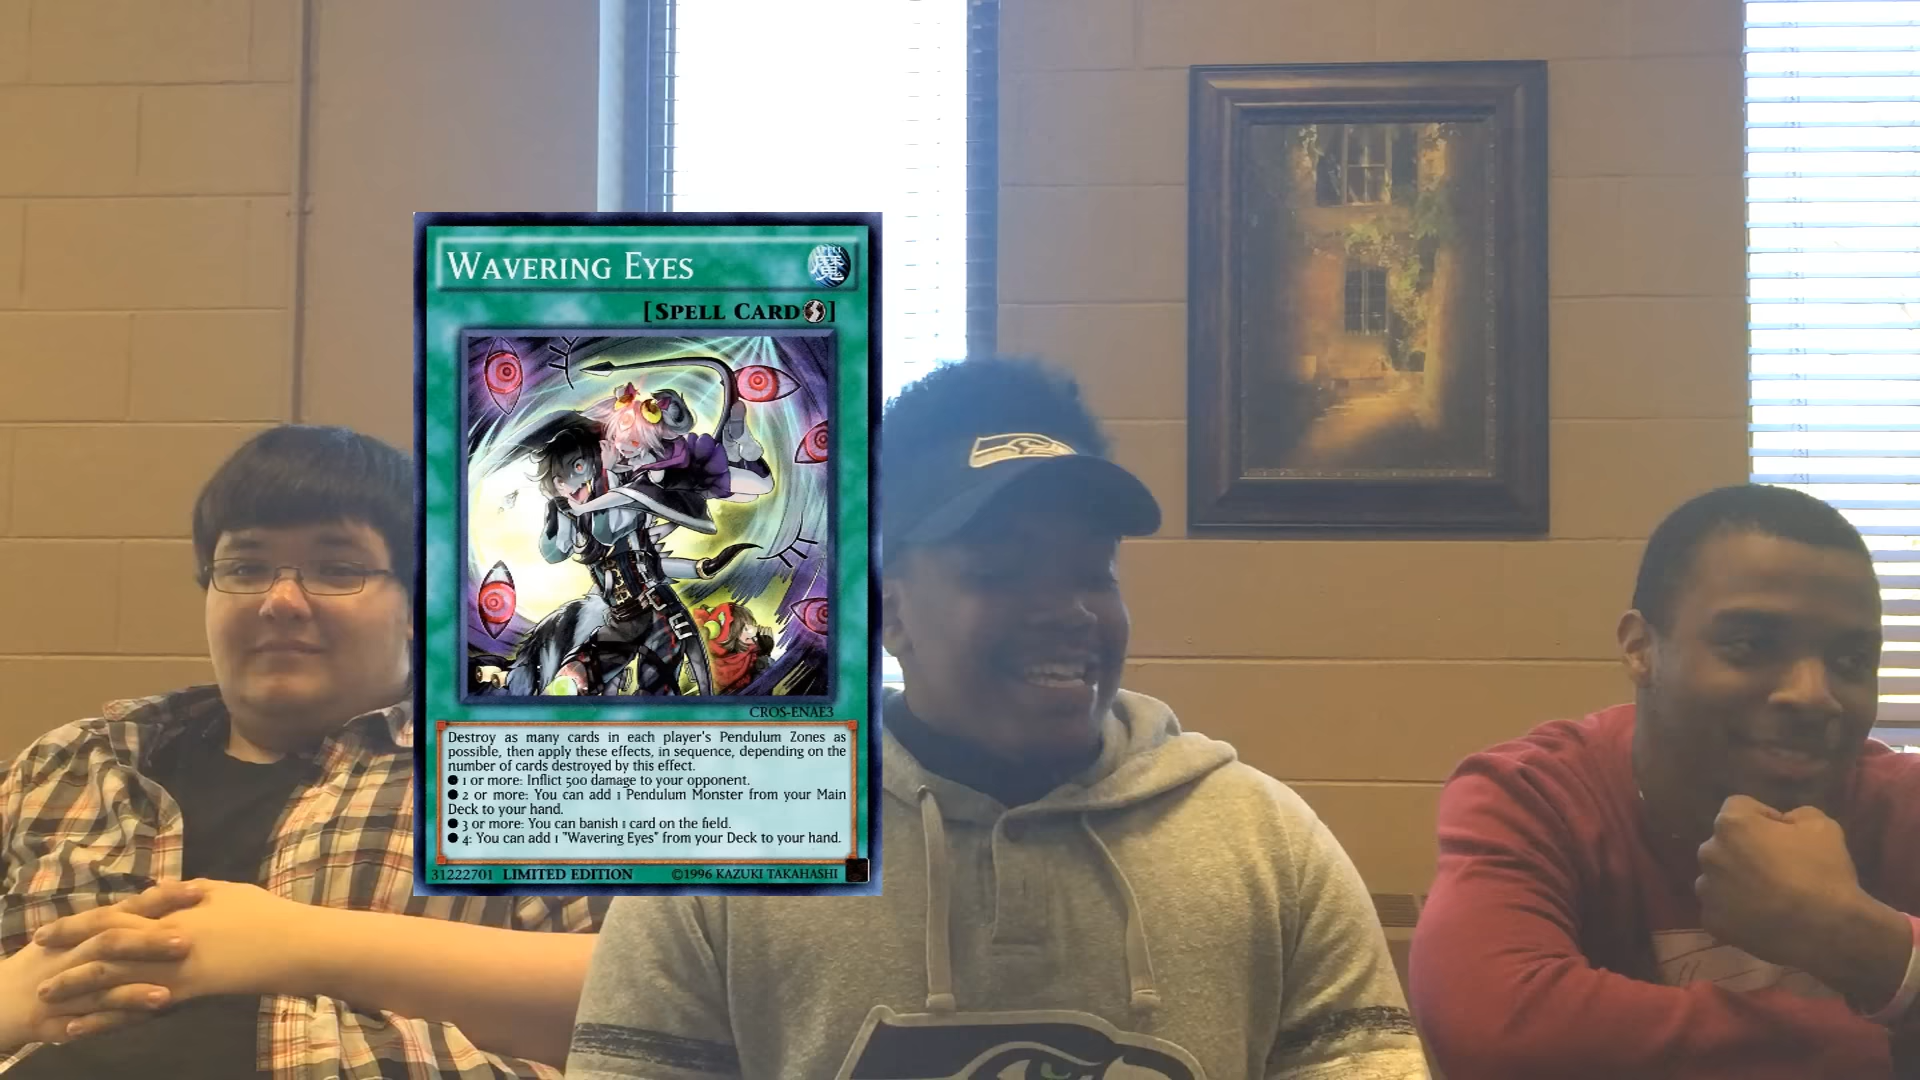 WAVERING EYES
魔
[SPELL CARD]
CROS-ENAE3
Destroy as many cards in each player's Pendulum Zones as
possible, then apply these effects, in sequence, depending on the
number of cards destroyed by this effect.
● 1 or more: Inflict 500 damage to your opponent.
● 2 or more: You can add 1 Pendulum Monster from your Main
Deck to your hand.
● 3 or more: You can banish 1 card on the field.
● 4: You can add 1 "Wavering Eyes" from your Deck to your hand.
31222701 LIMITED EDITION ©1996 KAZUKI TAKAHASHI